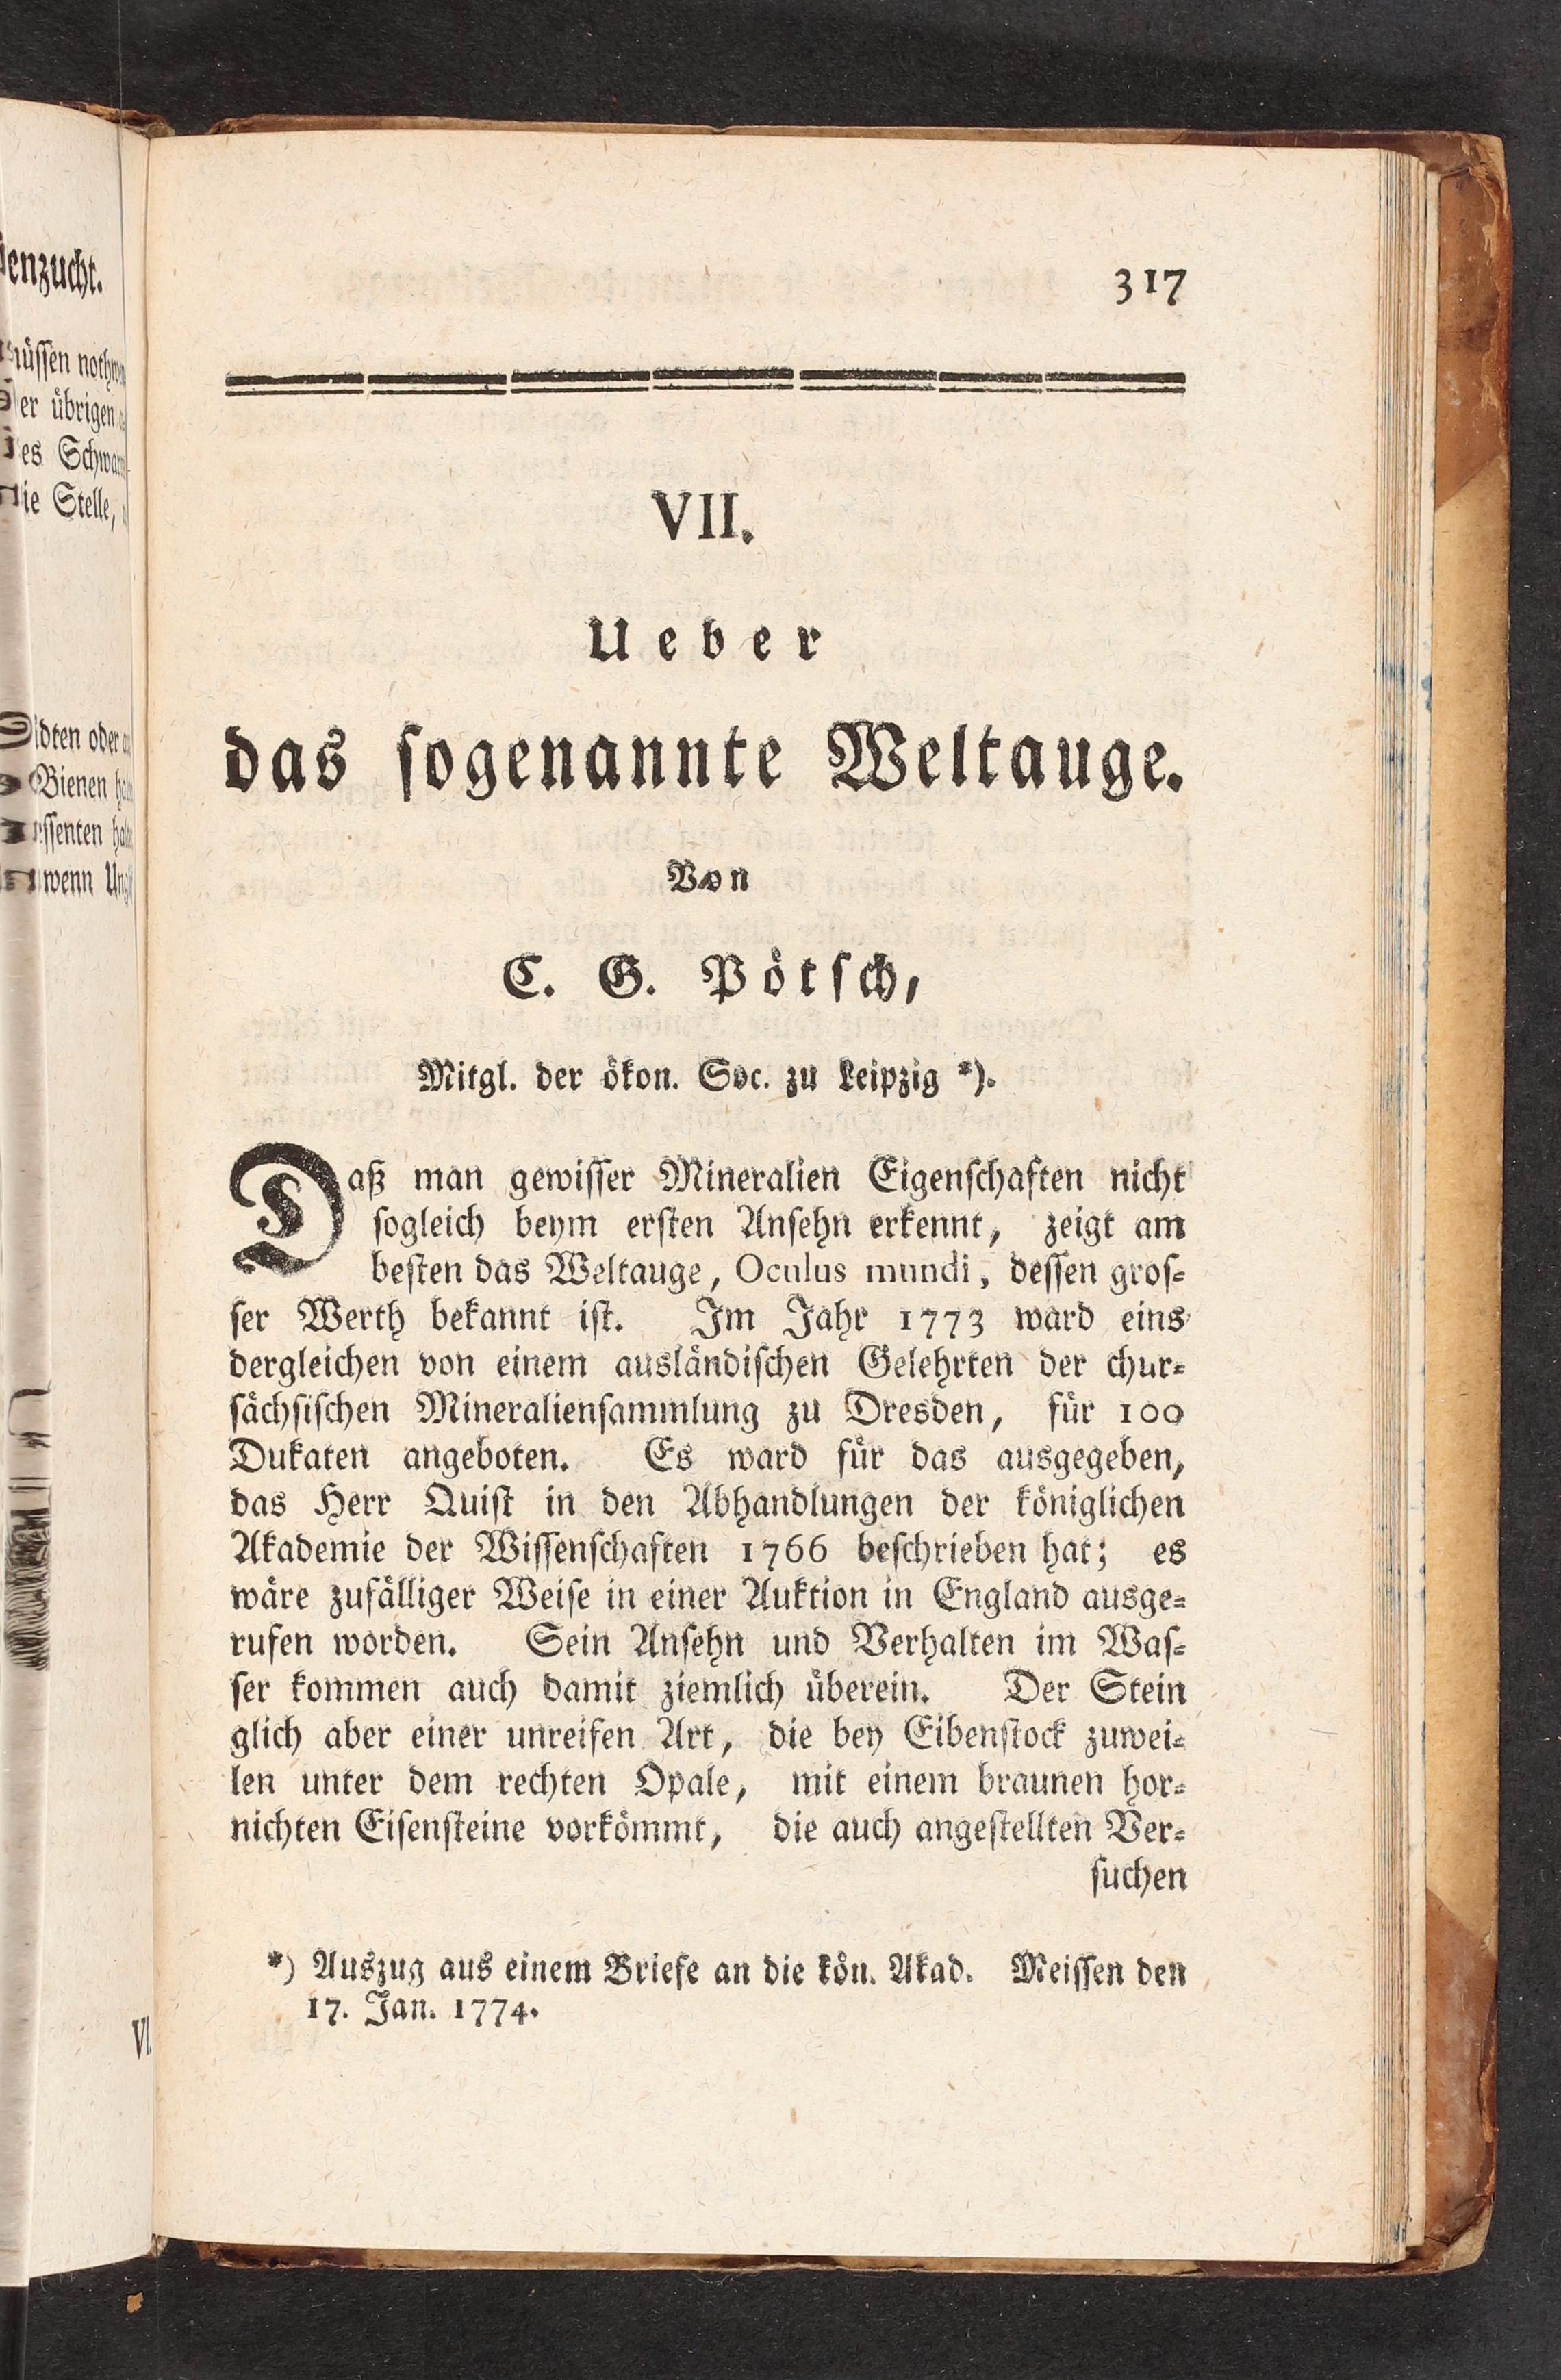 317
VII.
Ueber
das sogenannte Weltauge.
Von
C. G. Pötsch,
Mitgl. der ökon. Soc. zu Leipzig *).
Daß man gewisser Mineralien Eigenschaften nicht
sogleich beym ersten Ansehn erkennt, zeigt am
besten das Weltauge, Oculus mundi, dessen gros-
ser Werth bekannt ist. Im Jahr 1773 ward eins
dergleichen von einem ausländischen Gelehrten der chur-
sächsischen Mineraliensammlung zu Dresden, für 100
Dukaten angeboten. Es ward für das ausgegeben,
das Herr Quist in den Abhandlungen der königlichen
Akademie der Wissenschaften 1766 beschrieben hat; es
wäre zufälliger Weise in einer Auktion in England ausge-
rufen worden. Sein Ansehn und Verhalten im Was-
ser kommen auch damit ziemlich überein. Der Stein
glich aber einer unreifen Art, die bey Eibenstock zuwei-
len unter dem rechten Opale, mit einem braunen hor-
nichten Eisensteine vorkömmt, die auch angestellten Ver-
suchen
*) Auszug aus einem Briefe an die kön. Akad. Meissen den
17. Jan. 1774.
enzucht.
übrigen
Stelle,
oder
Bienen
wenn